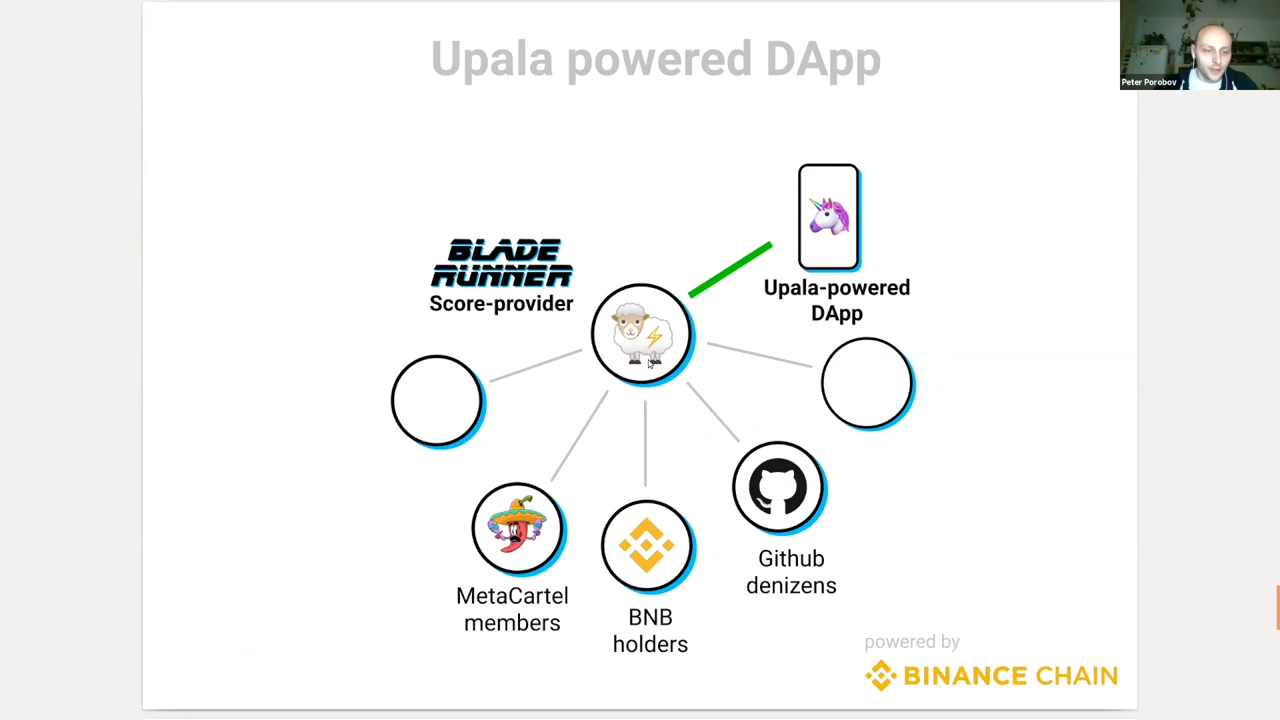 Upala powered DApp
Peter Porobov
BLADE
RUNNER
Score-provider
Upala-powered
DApp
MetaCartel
members
BNB
holders
Github
denizens
powered by
BINANCE CHAIN